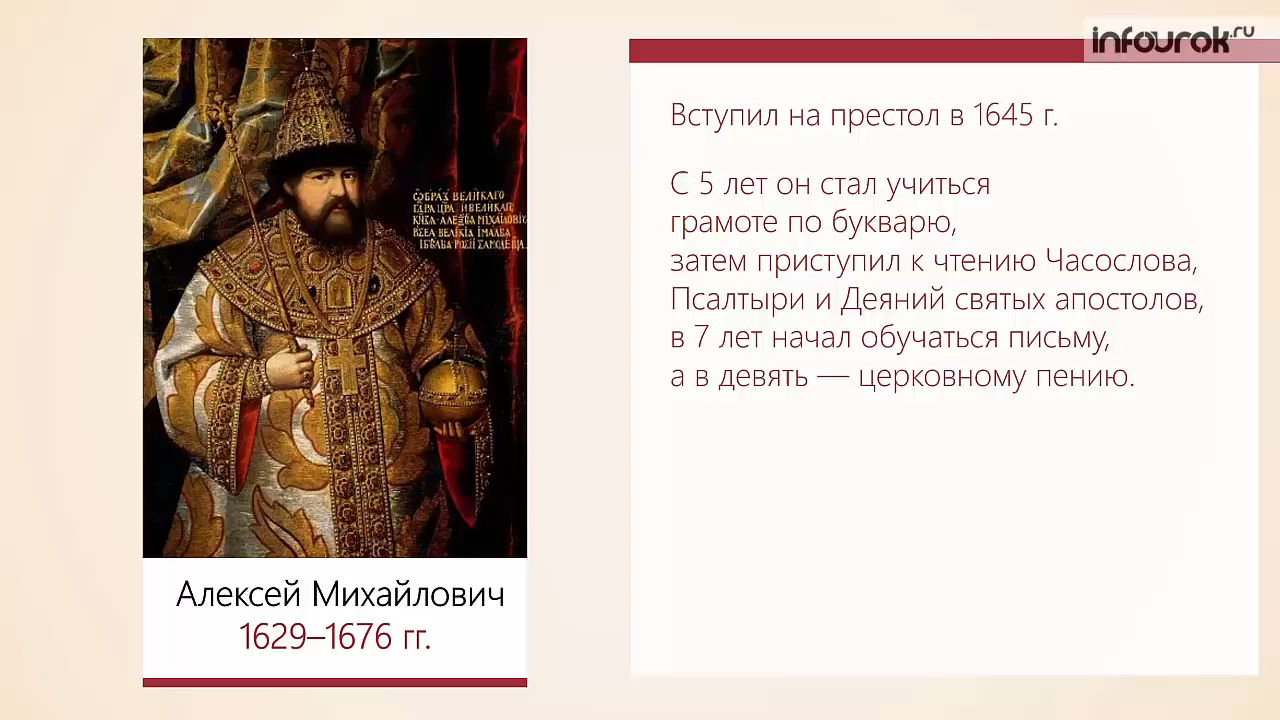 infourok.ru
Вступил на престол в 1645 г.
С 5 лет он стал учиться
грамоте по букварю,
затем приступил к чтению Часослова,
Псалтыри и Деяний святых апостолов,
в 7 лет начал обучаться письму,
а в девять — церковному пению.
ВЕЛИКАГО
Алексей Михайлович
1629–1676 гг.